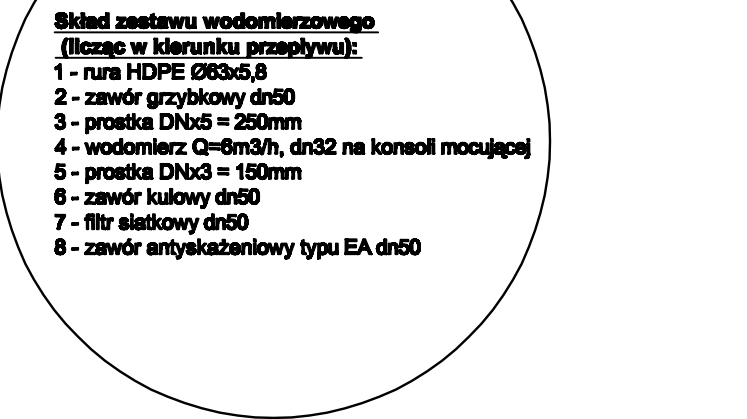 Skład zestawu wodomierzowego
(licząc w kierunku przepływu):
1 - rura HDPE Ø63x5,8
2 - zawór grzybkowy dn50
3 - prostka DNx5 = 250mm
4 - wodomierz Q=6m3/h, dn32 na konsoli mocującej
5 - prostka DNx3 = 150mm
6 - zawór kulowy dn50
7 - filtr siatkowy dn50
8 - zawór antyskażeniowy typu EA dn50